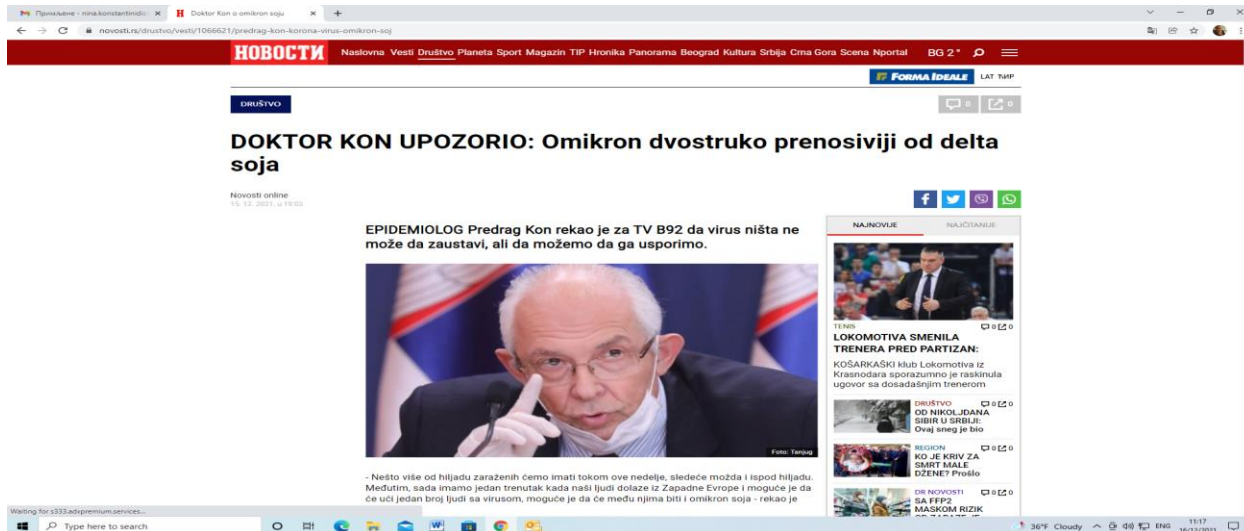 Doktor Kon o omikron soju
novosti.rs/drustvo/vesti/1066621/predrag-kon-korona-virus-omikron-soj
НОВОСТИ
Naslovna Vesti Društvo Planeta Sport Magazin TIP Hronika Panorama Beograd Kultura Srbija Crna Gora Scena Nportal BG 2°
FORMA IDEALE LAT ЋИР
DRUŠTVO
0 0
DOKTOR KON UPOZORIO: Omikron dvostruko prenosiviji od delta
soja
Novosti online
15. 12. 2021. u 19:03
EPIDEMIOLOG Predrag Kon rekao je za TV B92 da virus ništa ne
može da zaustavi, ali da možemo da ga usporimo.
Foto: Tanjug
- Nešto više od hiljadu zaraženih ćemo imati tokom ove nedelje, sledeće možda i ispod hiljadu.
Međutim, sada imamo jedan trenutak kada naši ljudi dolaze iz Zapadne Evrope i moguće je da
će ući jedan broj ljudi sa virusom, moguće je da će među njima biti i omikron soja - rekao je
NAJNOVIJE NAJČITANIJE
TENIS 0 0
LOKOMOTIVA SMENILA
TRENERA PRED PARTIZAN:
KOŠARKAŠKI klub Lokomotiva iz
Krasnodara sporazumno je raskinula
ugovor sa dosadašnjim trenerom
DRUŠTVO 0 0
OD NIKOLJDANA
SIBIR U SRBIJI:
Ovaj sneg je bio
REGION 0 0
KO JE KRIV ZA
SMRT MALE
DŽENE? Prošlo
DR NOVOSTI 0 0
SA FFP2
MASKOM RIZIK
Waiting for s333.adxpremium.services...
Type here to search
36°F Cloudy ENG 11:17
16/12/2021